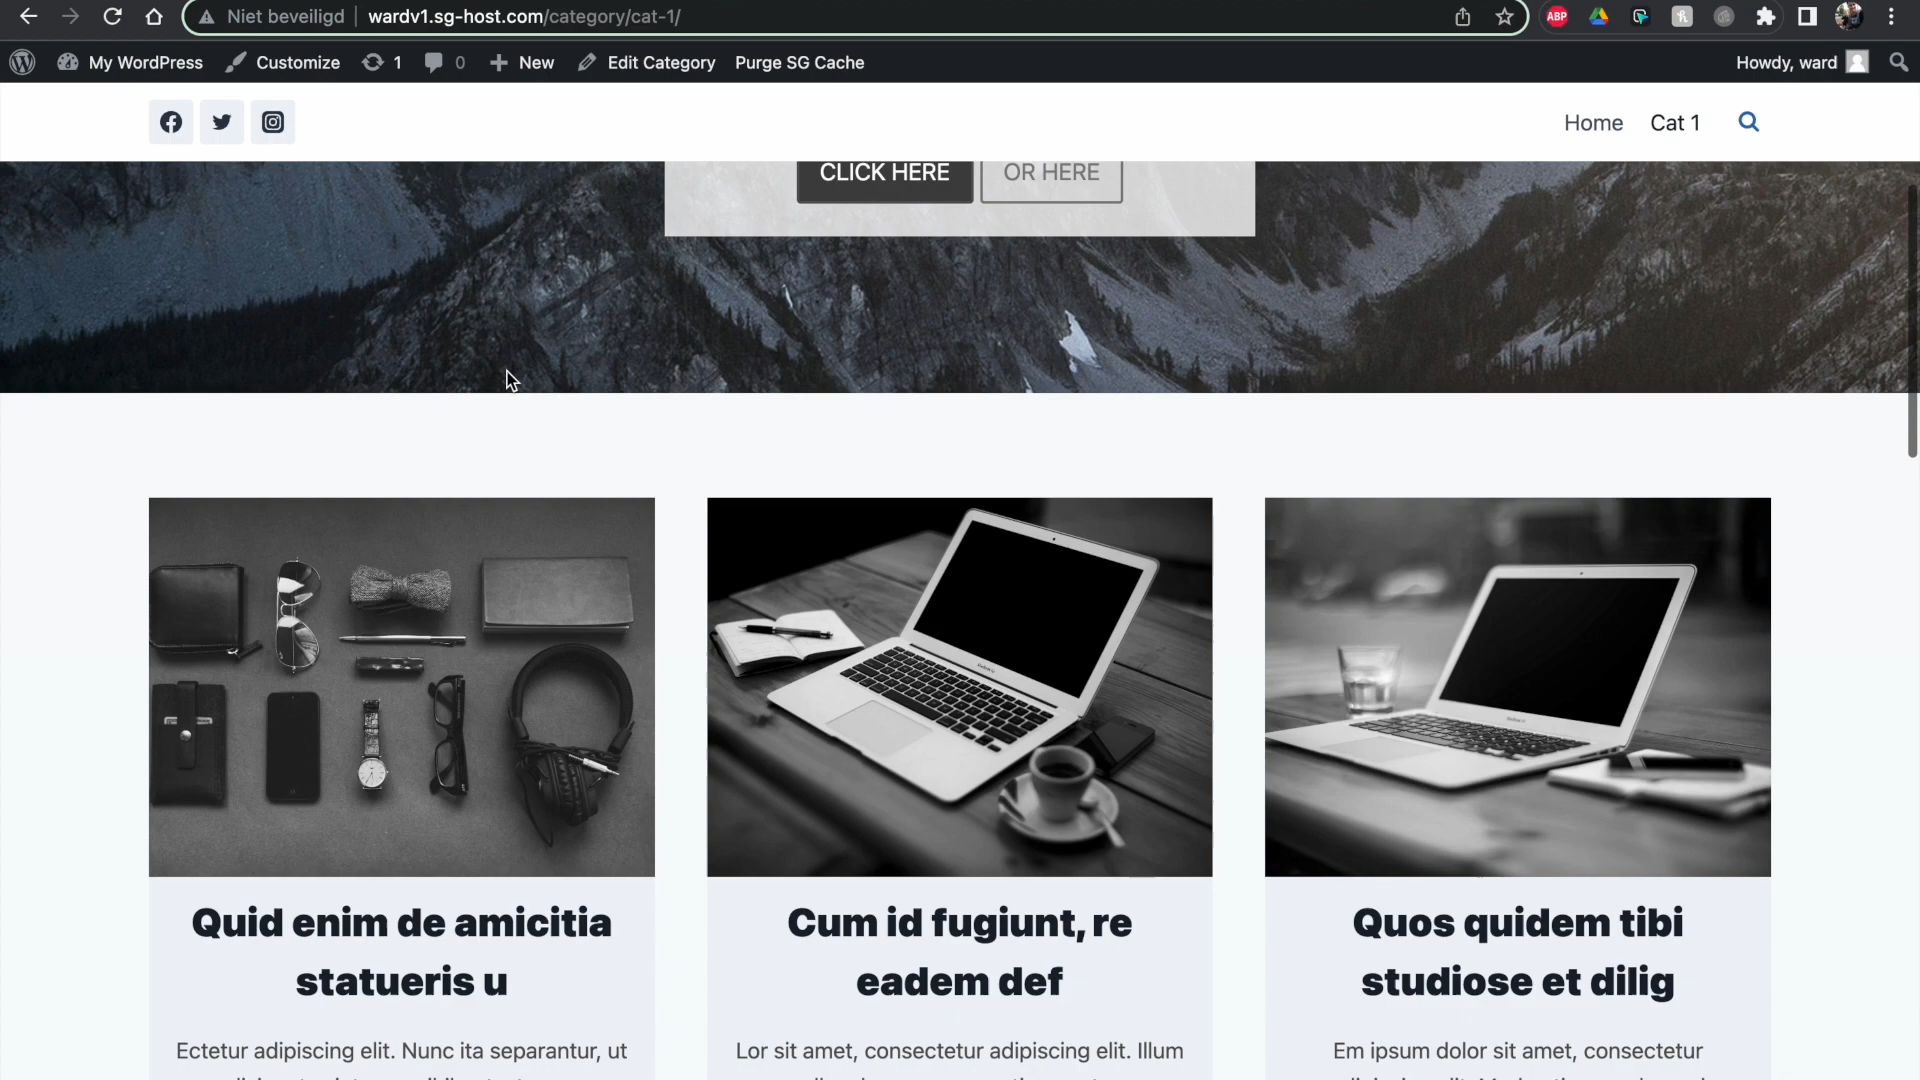 Niet beveiligd wardv1.sg-host.com/category/cat-1/
ABP
My WordPress Customize 1 0 New Edit Category Purge SG Cache Howdy, ward
Home Cat 1
CLICK HERE OR HERE
Quid enim de amicitia
statueris u
Ectetur adipiscing elit. Nunc ita separantur, ut
Cum id fugiunt, re
eadem def
Lor sit amet, consectetur adipiscing elit. Illum
Quos quidem tibi
studiose et dilig
Em ipsum dolor sit amet, consectetur